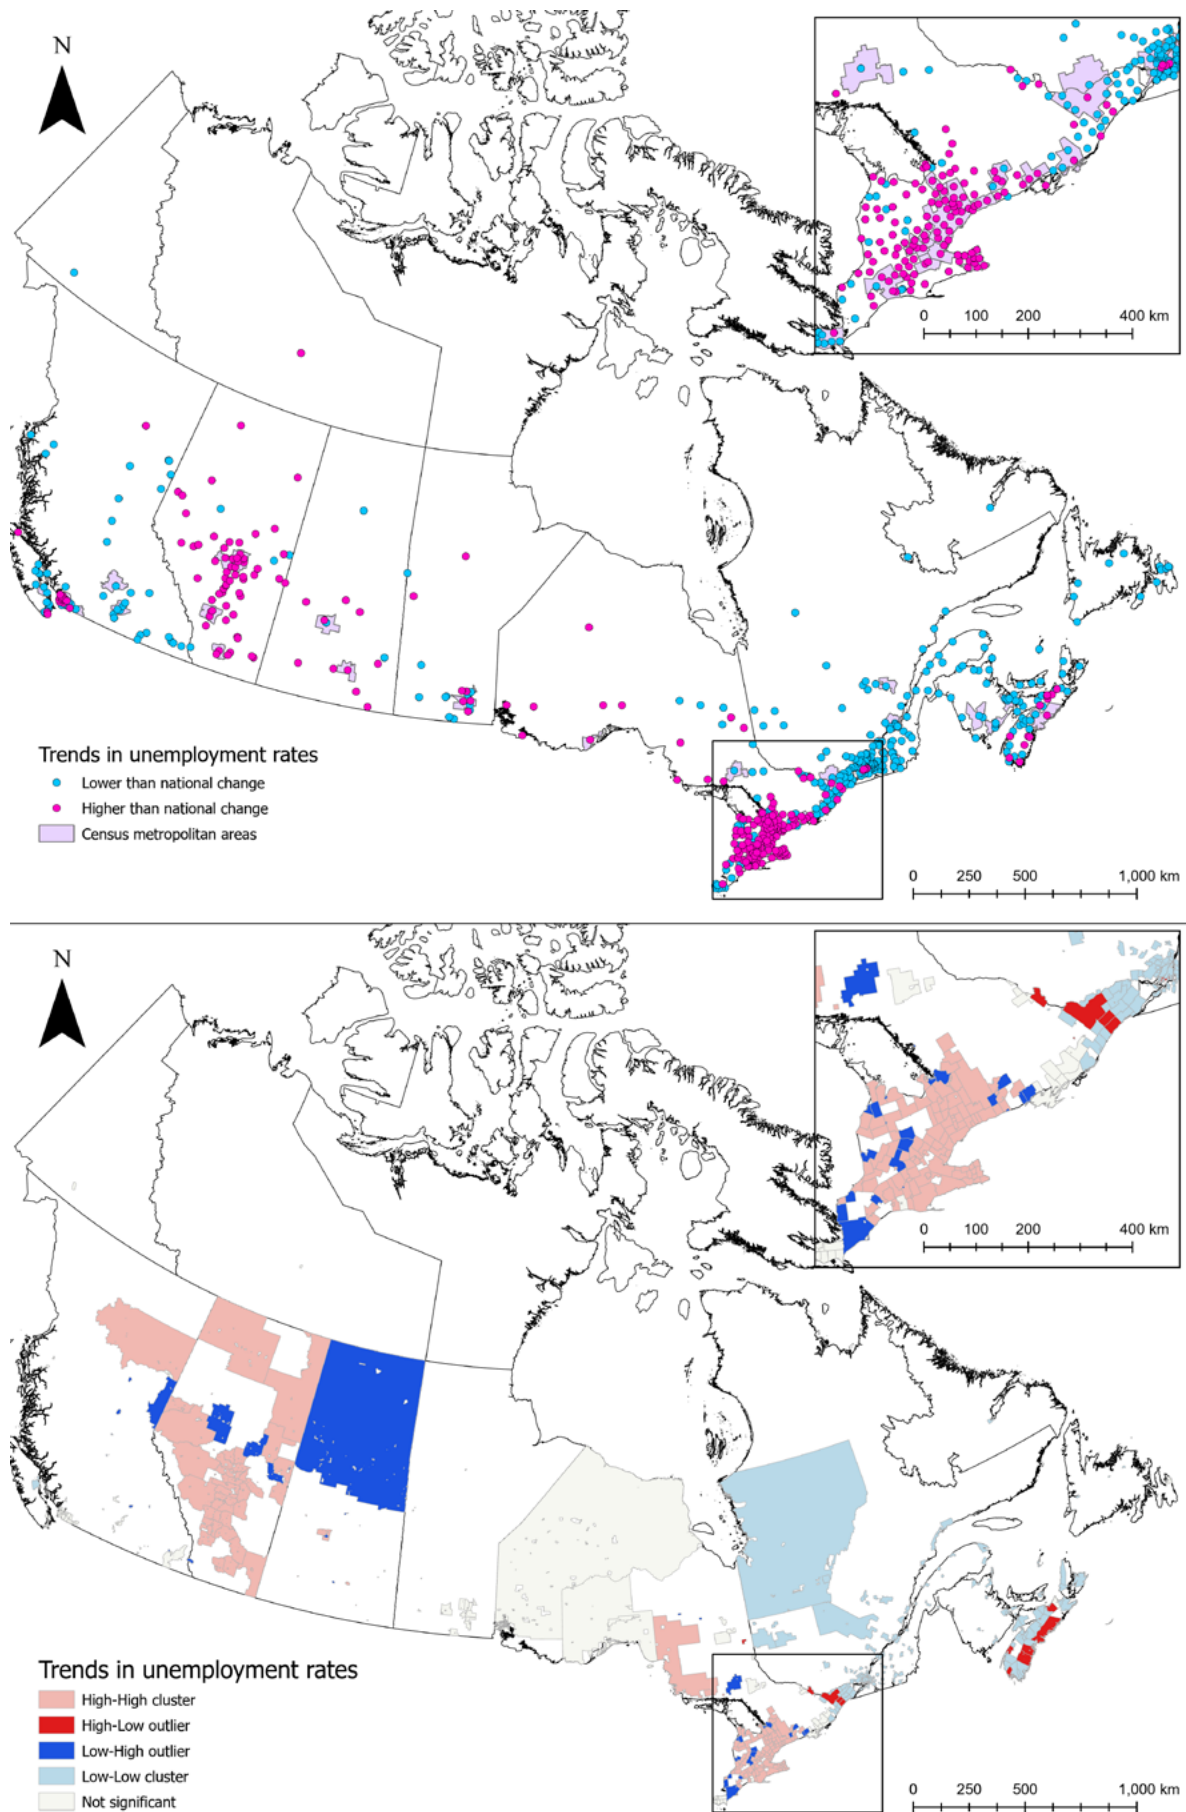 N
0 100 200 400 km
Trends in unemployment rates
Lower than national change
Higher than national change
Census metropolitan areas
0 250 500 1,000 km
N
0 100 200 400 km
Trends in unemployment rates
High-High cluster
High-Low outlier
Low-High outlier
Low-Low cluster
Not significant
0 250 500 1,000 km